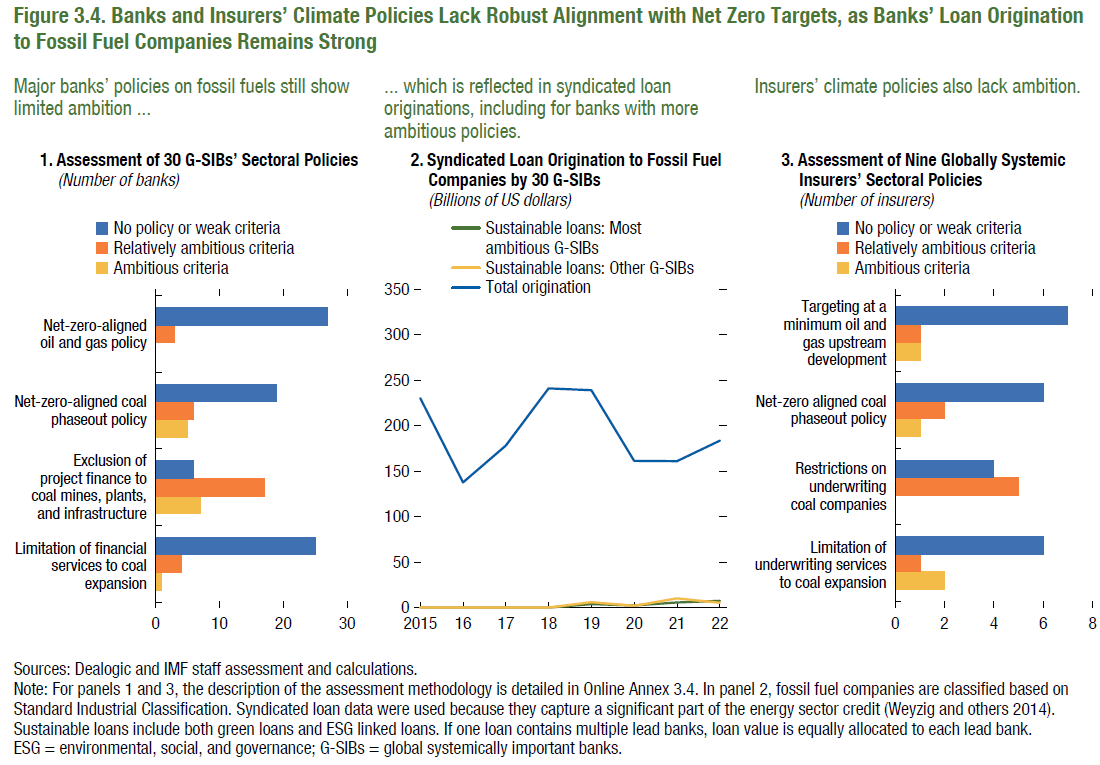 Figure 3.4. Banks and Insurers’ Climate Policies Lack Robust Alignment with Net Zero Targets, as Banks’ Loan Origination
to Fossil Fuel Companies Remains Strong
Major banks’ policies on fossil fuels still show
limited ambition ...
1. Assessment of 30 G-SIBs’ Sectoral Policies
(Number of banks)
No policy or weak criteria
Relatively ambitious criteria
Ambitious criteria
Net-zero-aligned
oil and gas policy
Net-zero-aligned coal
phaseout policy
Exclusion of
project finance to
coal mines, plants,
and infrastructure
Limitation of financial
services to coal
expansion
0 10 20 30
... which is reflected in syndicated loan
originations, including for banks with more
ambitious policies.
2. Syndicated Loan Origination to Fossil Fuel
Companies by 30 G-SIBs
(Billions of US dollars)
Sustainable loans: Most
ambitious G-SIBs
Sustainable loans: Other G-SIBs
Total origination
350
300
250
200
150
100
50
0
2015 16 17 18 19 20 21 22
Insurers’ climate policies also lack ambition.
3. Assessment of Nine Globally Systemic
Insurers’ Sectoral Policies
(Number of insurers)
No policy or weak criteria
Relatively ambitious criteria
Ambitious criteria
Targeting at a
minimum oil and
gas upstream
development
Net-zero aligned coal
phaseout policy
Restrictions on
underwriting
coal companies
Limitation of
underwriting services
to coal expansion
0 2 4 6 8
Sources: Dealogic and IMF staff assessment and calculations.
Note: For panels 1 and 3, the description of the assessment methodology is detailed in Online Annex 3.4. In panel 2, fossil fuel companies are classified based on
Standard Industrial Classification. Syndicated loan data were used because they capture a significant part of the energy sector credit (Weyzig and others 2014).
Sustainable loans include both green loans and ESG linked loans. If one loan contains multiple lead banks, loan value is equally allocated to each lead bank.
ESG = environmental, social, and governance; G-SIBs = global systemically important banks.